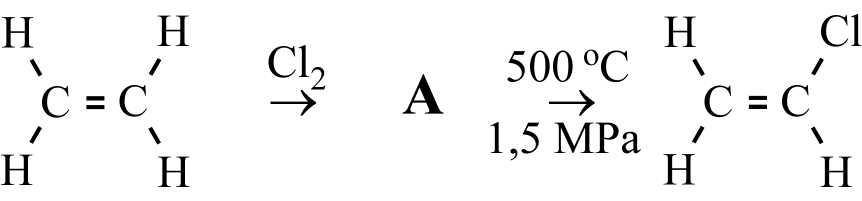 H H H Cl
Cl₂ 500 ºC
C = C → A → C = C
1,5 MPa
H H H H